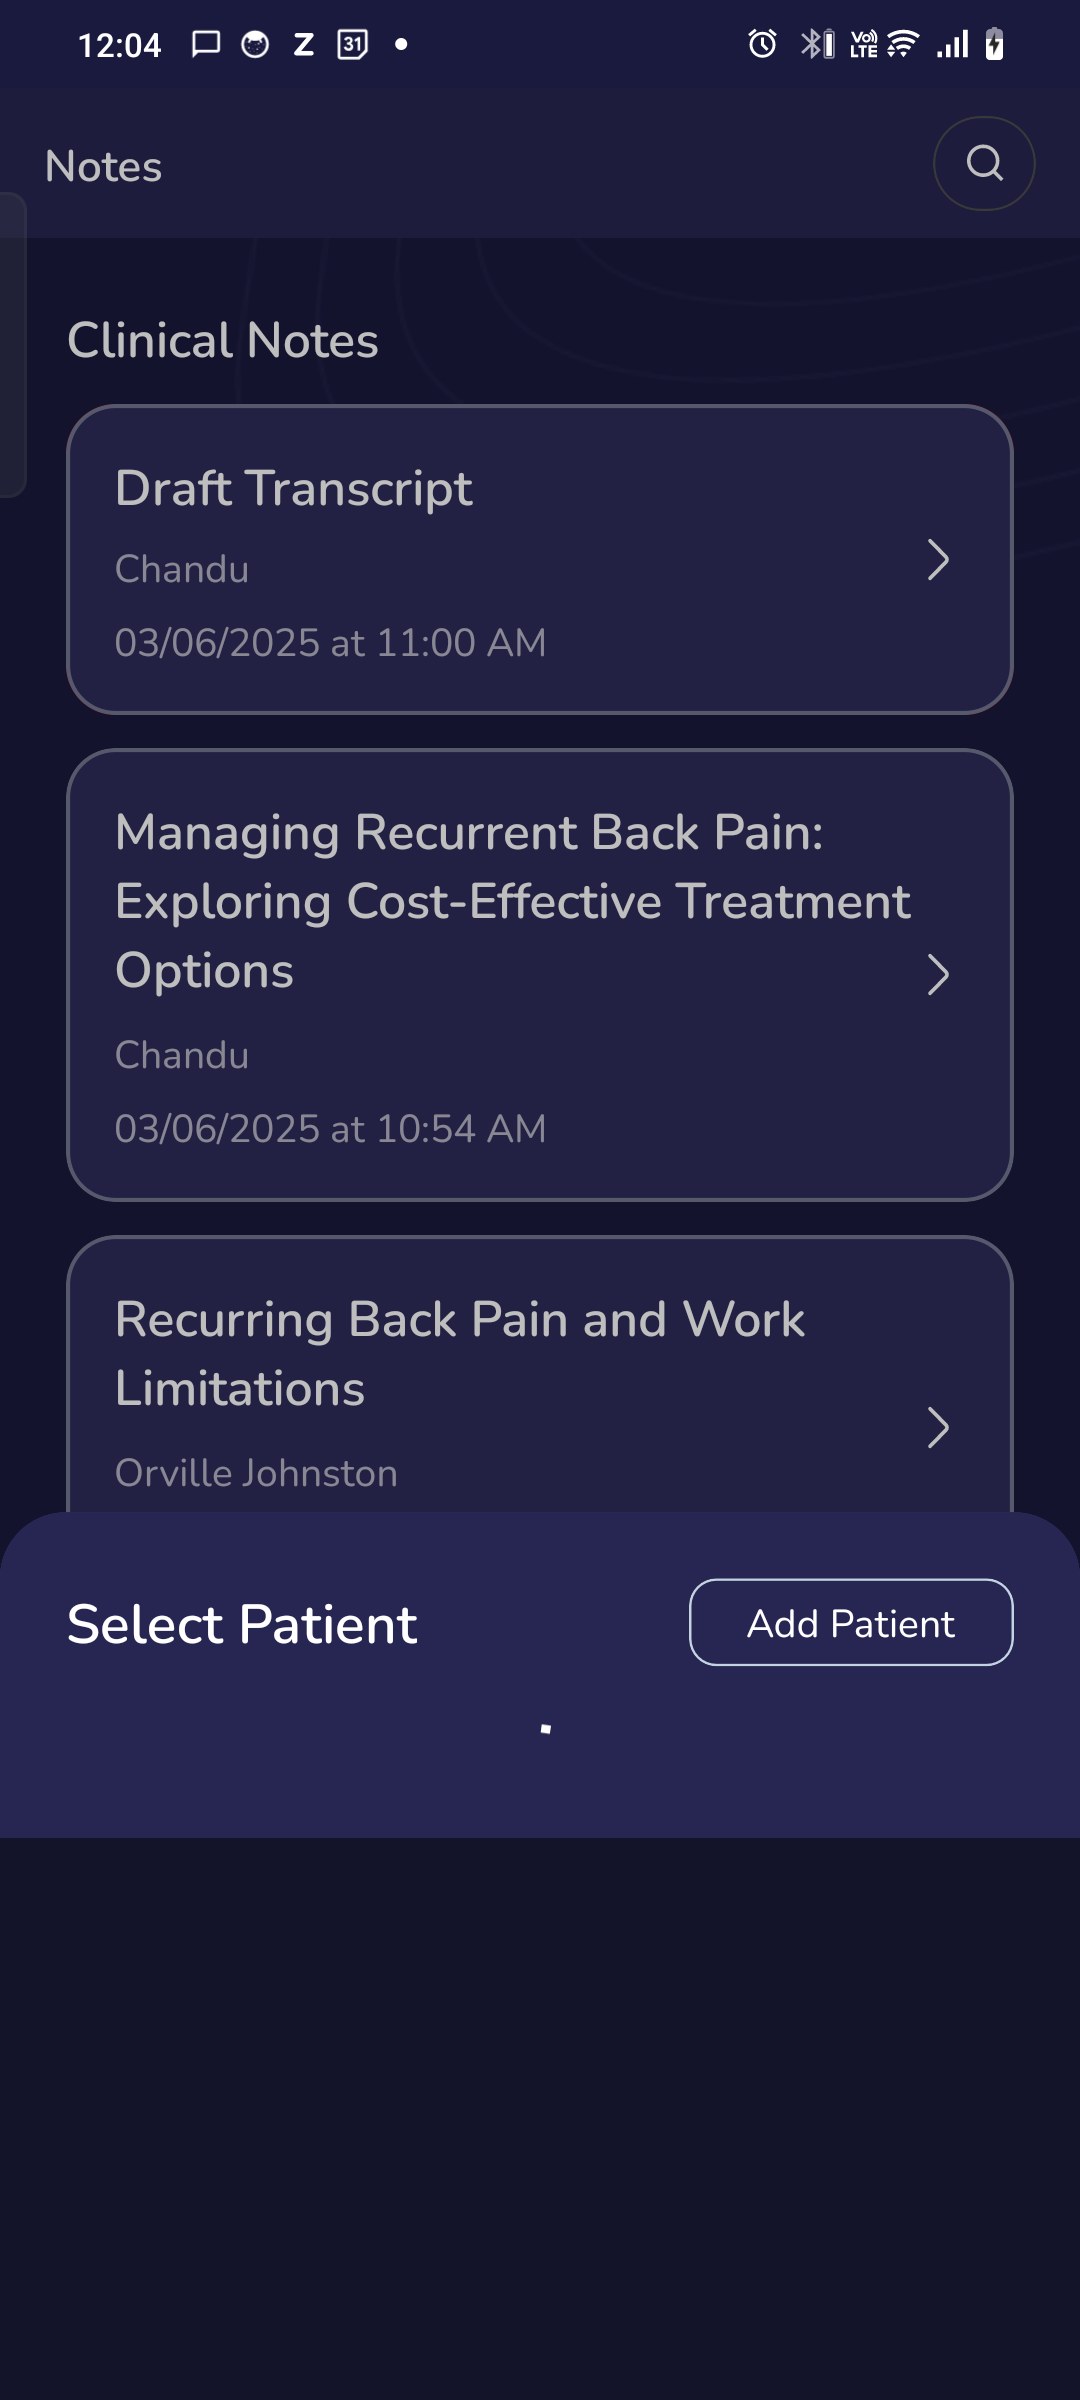 12:04
Z
31
Vo)) LTE
Notes
Clinical Notes
Draft Transcript
Chandu
03/06/2025 at 11:00 AM
Managing Recurrent Back Pain:
Exploring Cost-Effective Treatment
Options
Chandu
03/06/2025 at 10:54 AM
Recurring Back Pain and Work
Limitations
Orville Johnston
Select Patient
Add Patient